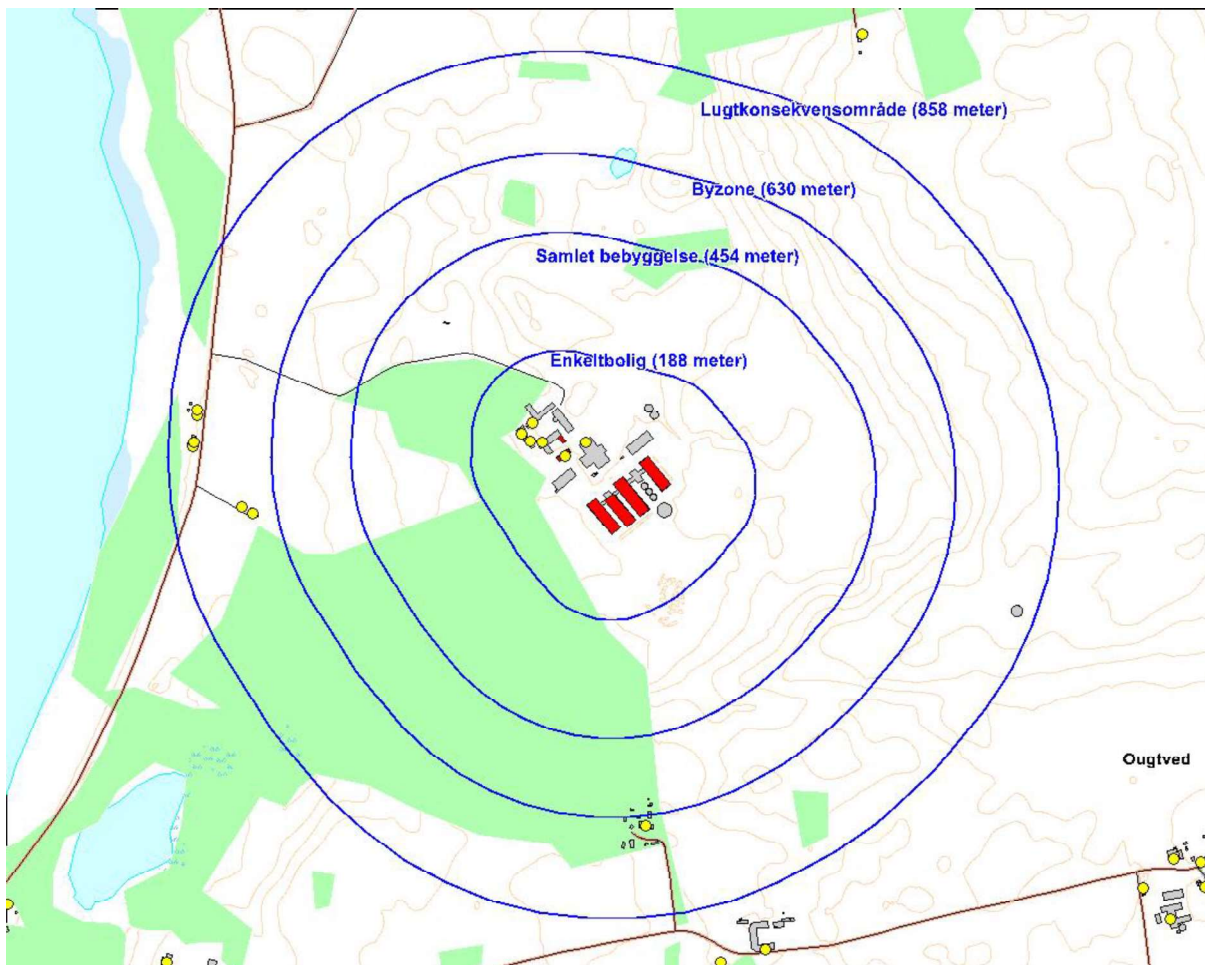 Lugtkonsekvensområde (858 meter)
Byzone (630 meter)
Samlet bebyggelse (454 meter)
Enkeltbolig (188 meter)
Ougtved